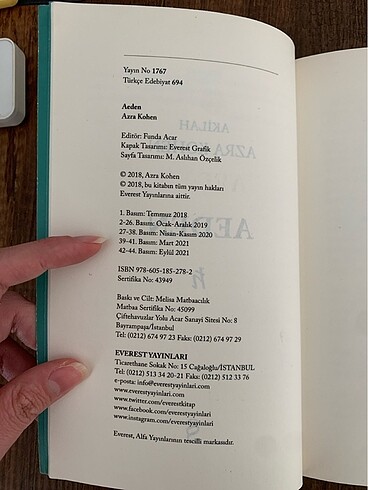 Yayın No 1767
Türkçe Edebiyat 694
Aeden
Azra Kohen
Editör: Funda Acar
Kapak Tasarımı: Everest Grafik
Sayfa Tasarımı: M. Aslıhan Özçelik
© 2018, Azra Kohen
© 2018, bu kitabın tüm yayın hakları
Everest Yayınlarına aittir.
1. Basım: Temmuz 2018
2-26. Basım: Ocak-Aralık 2019
27-38. Basım: Nisan-Kasım 2020
39-41. Basım: Mart 2021
42-44. Basım: Eylül 2021
ISBN 978-605-185-278-2
Sertifika No: 43949
Baskı ve Cilt: Melisa Matbaacılık
Matbaa Sertifika No: 45099
Çiftehavuzlar Yolu Acar Sanayi Sitesi No: 8
Bayrampaşa/İstanbul
Tel: (0212) 674 97 23 Faks: (0212) 674 97 29
EVEREST YAYINLARI
Ticarethane Sokak No: 15 Cağaloğlu/İSTANBUL
Tel: (0212) 513 34 20-21 Faks: (0212) 512 33 76
e-posta: info@everestyayinlari.com
www.everestyayinlari.com
www.twitter.com/everestkitap
www.facebook.com/everestyayinlari
www.instagram.com/everestyayinlari
Everest, Alfa Yayınlarının tescilli markasıdır.